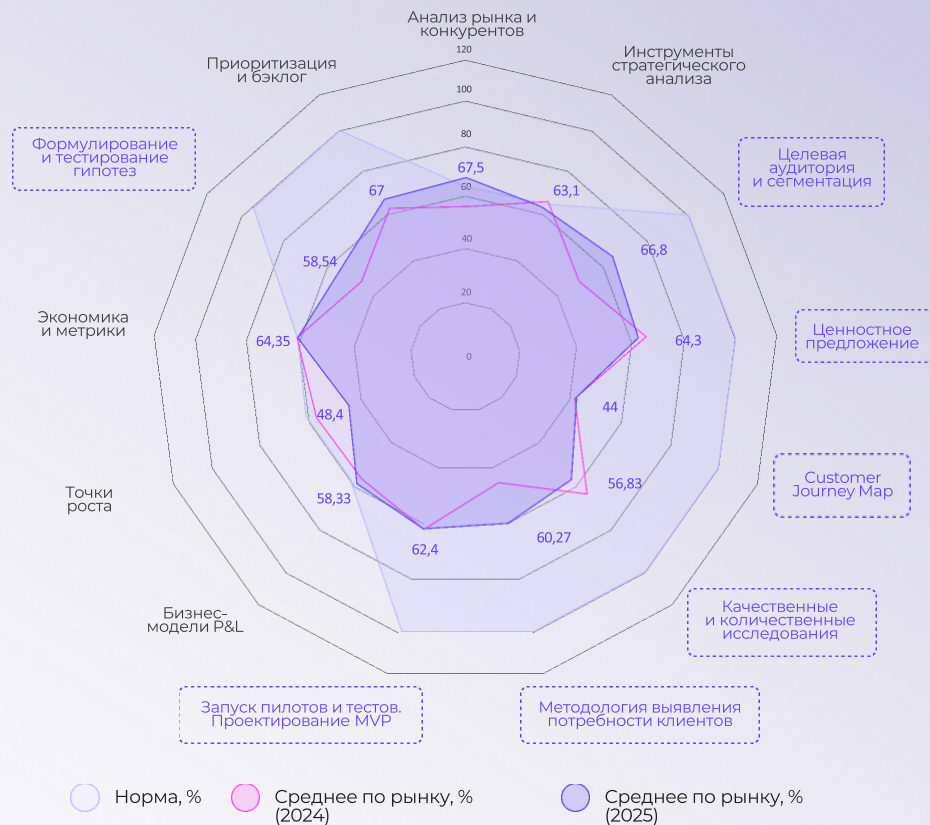 Анализ рынка и
конкурентов
Инструменты
стратегического
анализа
Приоритизация
и бэклог
Формулирование
и тестирование
гипотез
Целевая
аудитория
и сегментация
Экономика
и метрики
Ценностное
предложение
Точки
роста
Customer
Journey Map
Бизнес-
модели P&L
Качественные
и количественные
исследования
Запуск пилотов и тестов.
Проектирование MVP
Методология выявления
потребности клиентов
120
100
80
60
40
20
0
67,5
63,1
66,8
64,3
44
56,83
60,27
62,4
58,33
48,4
64,35
58,54
67
Норма, %
Среднее по рынку, %
(2024)
Среднее по рынку, %
(2025)